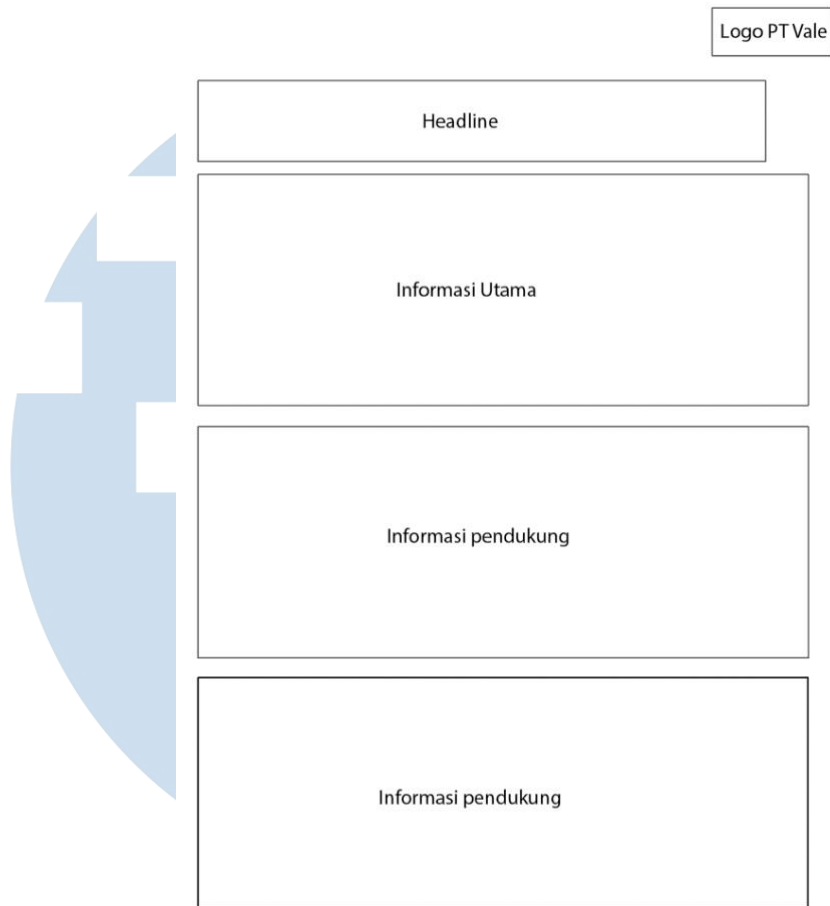 Logo PT Vale
Headline
Informasi Utama
Informasi pendukung
Informasi pendukung